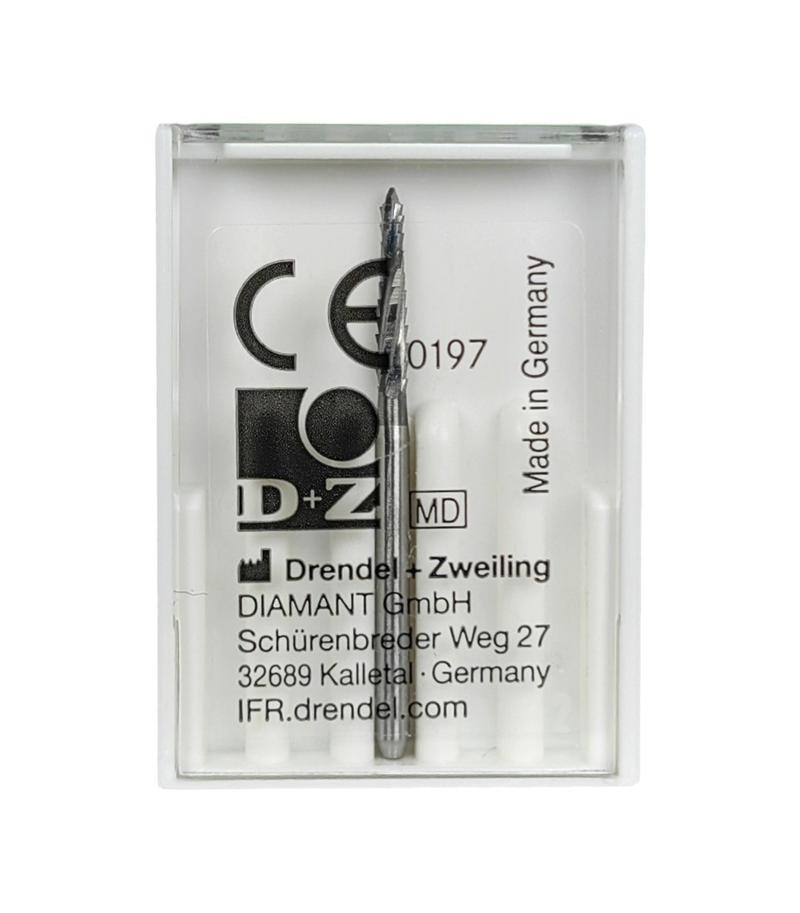 CE 0197
Made in Germany
D+Z
MD
Drendel + Zweiling
DIAMANT GmbH
Schürenbreder Weg 27
32689 Kalletal · Germany
IFR.drendel.com